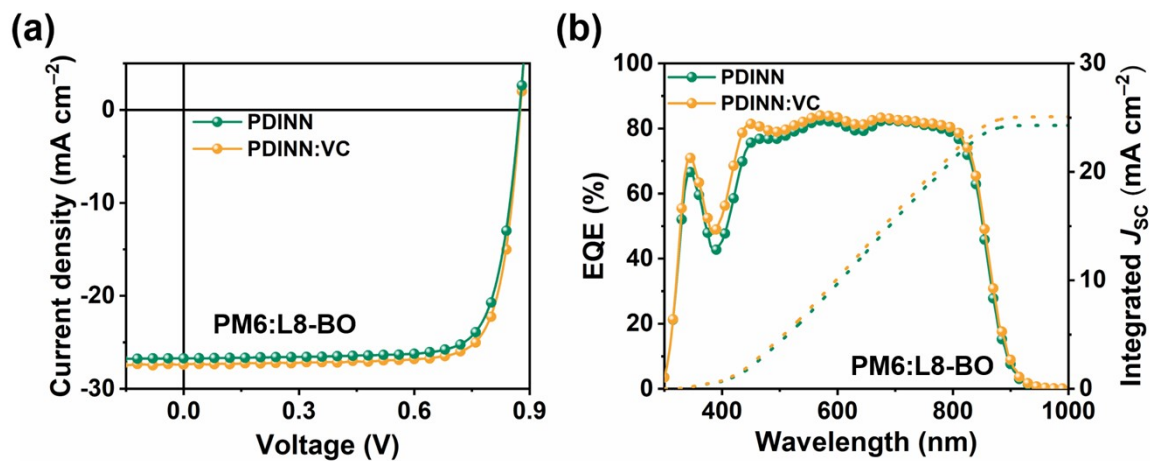 (a)
Current density (mA cm⁻²)
0
-10
-20
-30
PDINN
PDINN:VC
PM6:L8-BO
0.0
0.3
0.6
0.9
Voltage (V)
(b)
EQE (%)
100
80
60
40
20
0
PDINN
PDINN:VC
PM6:L8-BO
30
20
10
0
Integrated J_SC (mA cm⁻²)
400
600
800
1000
Wavelength (nm)